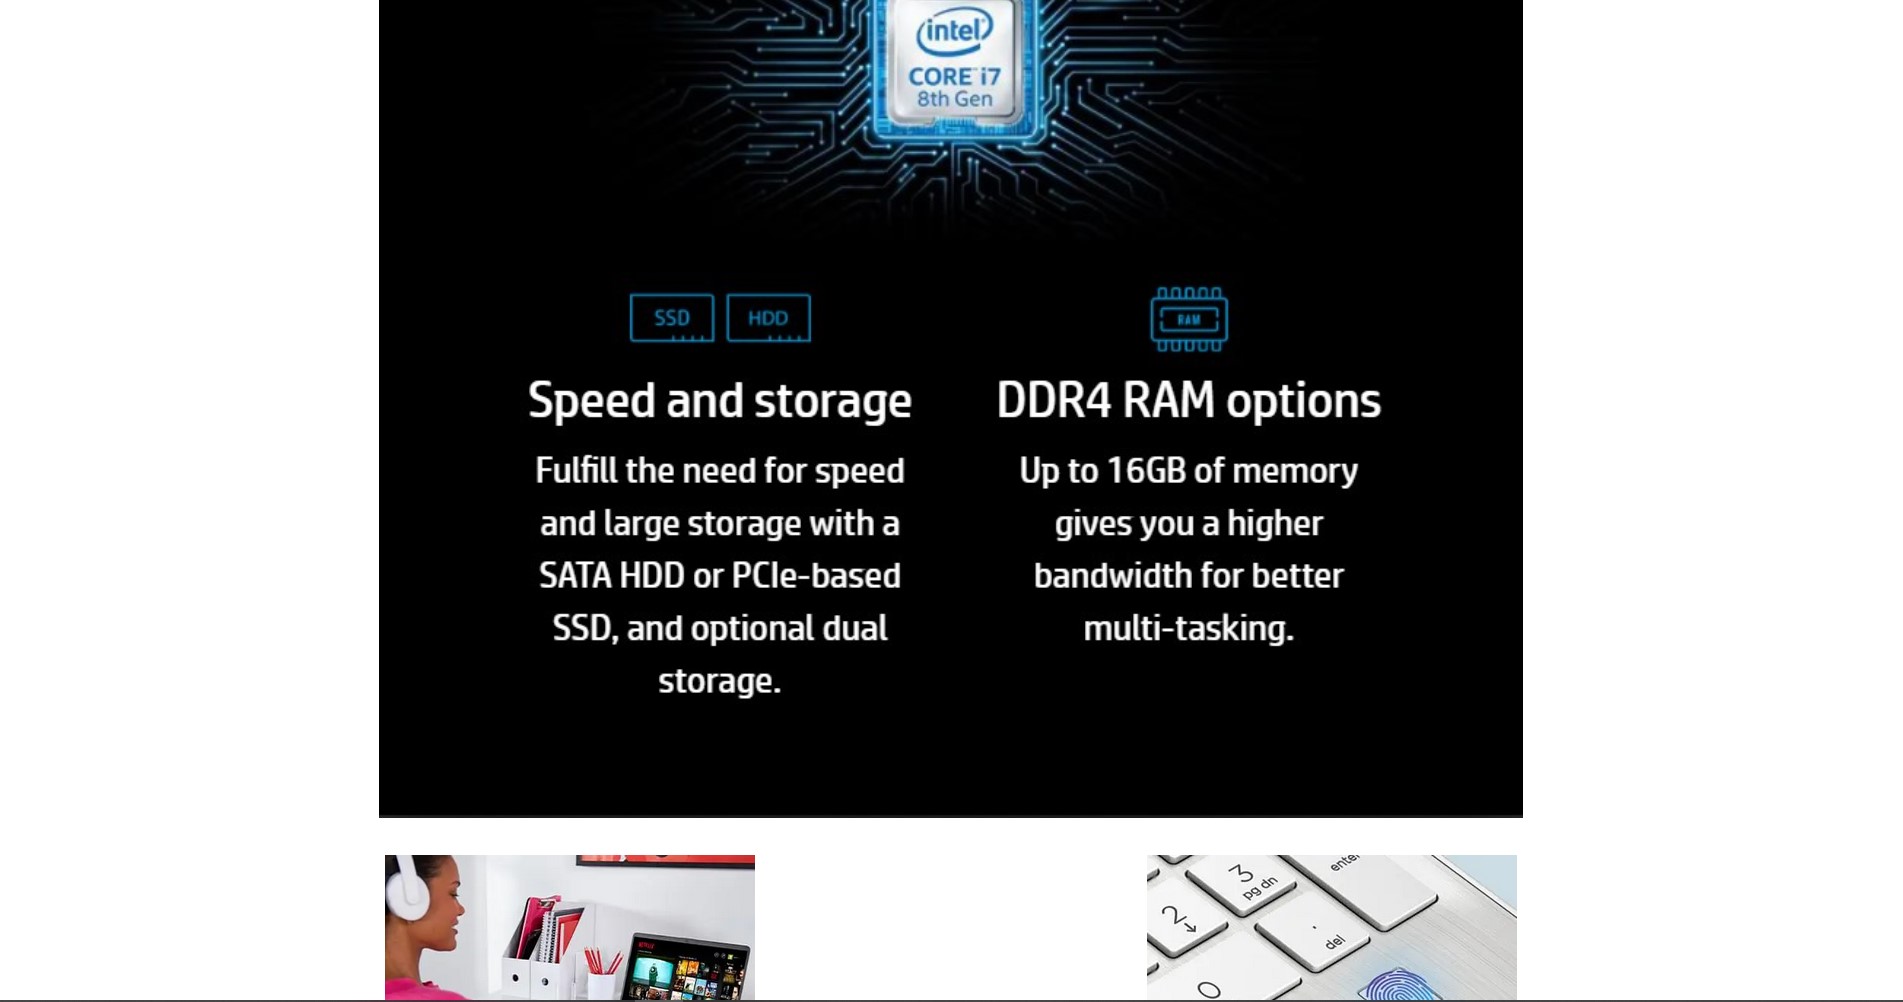 intel
CORE i7
8th Gen
SSD HDD
RAM
Speed and storage
Fulfill the need for speed
and large storage with a
SATA HDD or PCIe-based
SSD, and optional dual
storage.
DDR4 RAM options
Up to 16GB of memory
gives you a higher
bandwidth for better
multi-tasking.
NETFLIX
3
pg dn
enter
2
↓
.
del
0